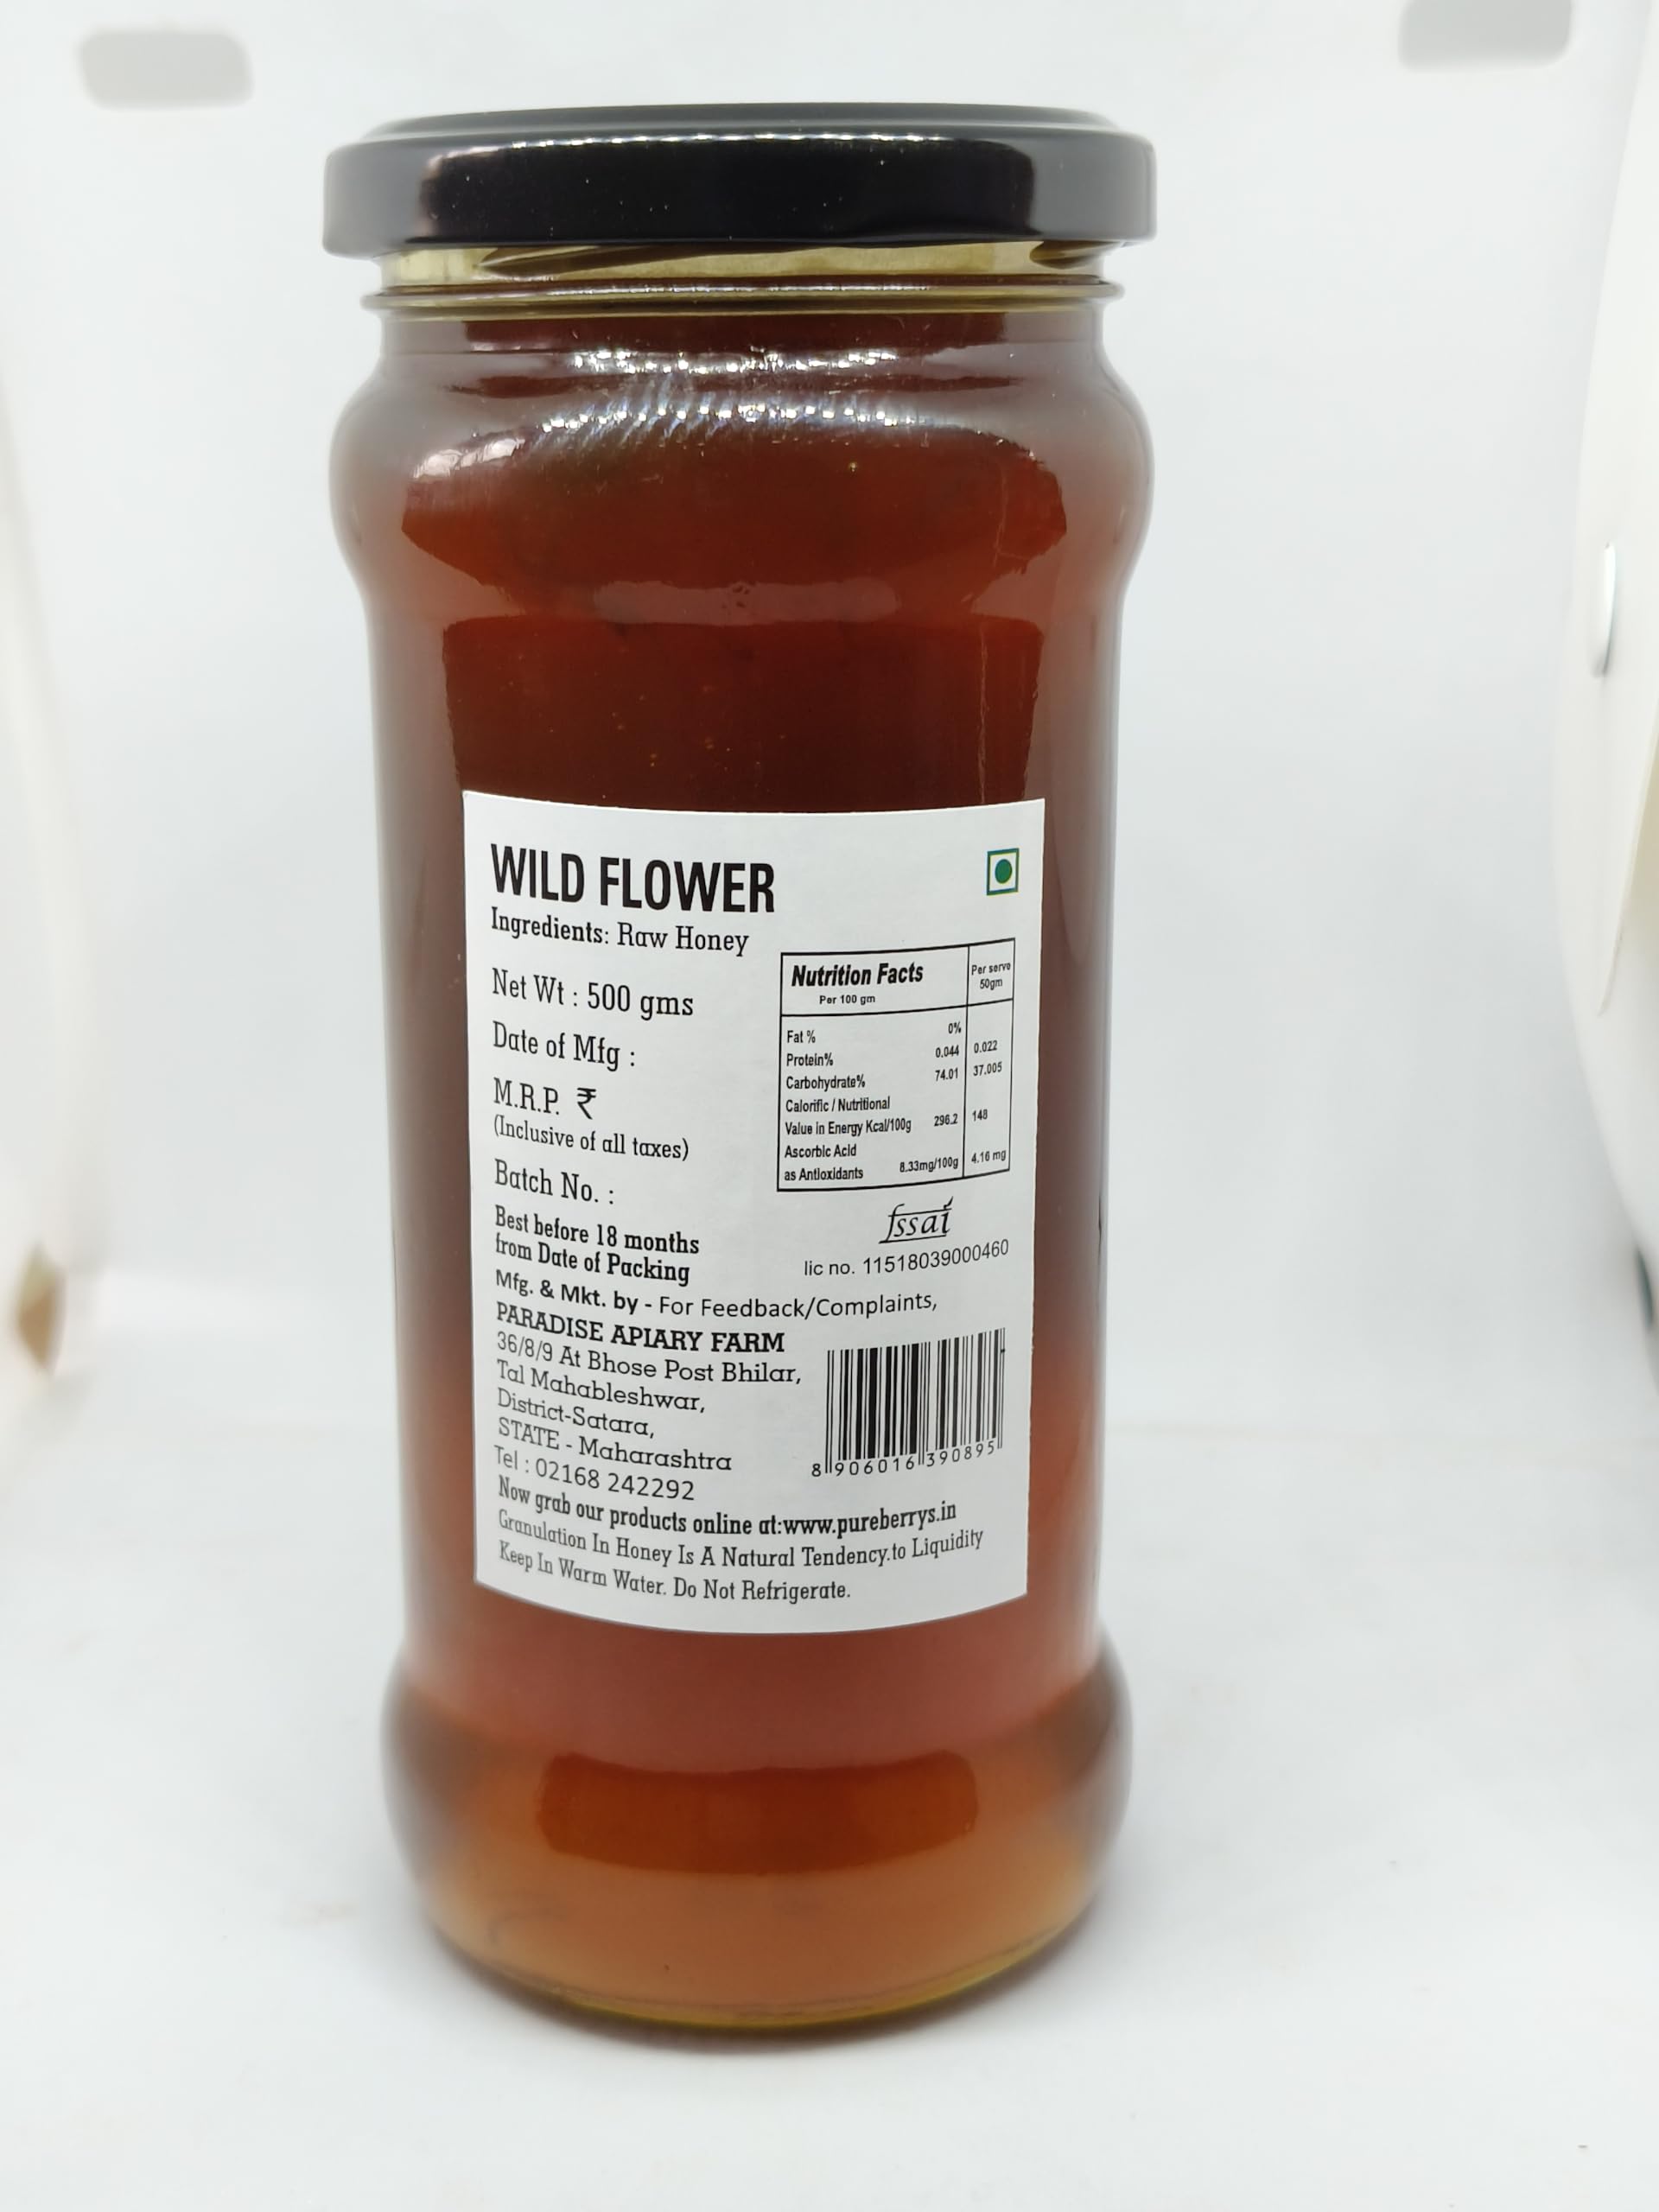 WILD FLOWER
Ingredients: Raw Honey
Net Wt : 500 gms
Date of Mfg :
M.R.P. ₹
(Inclusive of all taxes)
Batch No. :
Best before 18 months
from Date of Packing
Nutrition Facts Per serve
Per 100 gm 50gm
Fat % 0%
Protein% 0.044 0.022
Carbohydrate% 74.01 37.005
Calorific / Nutritional
Value in Energy Kcal/100g 296.2 148
Ascorbic Acid
as Antioxidants 8.33mg/100g 4.16 mg
fssai
lic no. 11518039000460
Mfg. & Mkt. by - For Feedback/Complaints,
PARADISE APIARY FARM
36/8/9 At Bhose Post Bhilar,
Tal Mahableshwar,
District-Satara,
STATE - Maharashtra
Tel : 02168 242292
8 906016 390895
Now grab our products online at:www.pureberrys.in
Granulation In Honey Is A Natural Tendency.to Liquidity
Keep In Warm Water. Do Not Refrigerate.